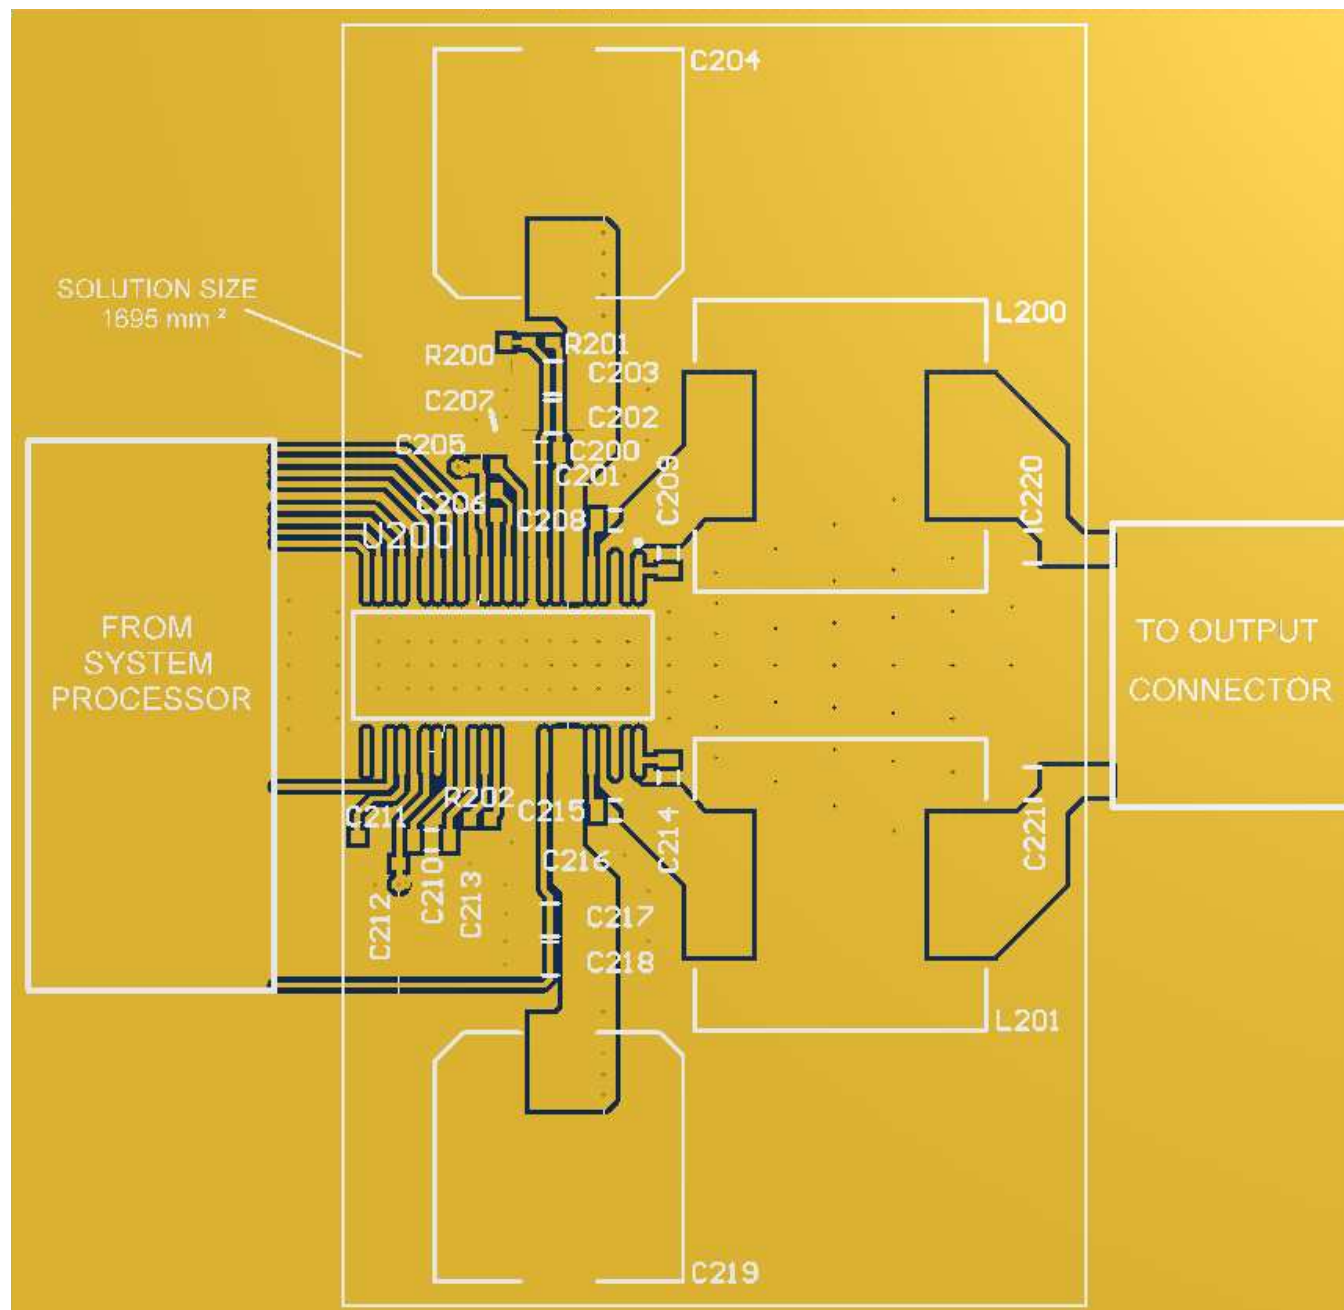 C204
SOLUTION SIZE
1695 mm ²
L200
R200
R201
C203
C207
C202
C205
C200
C201
C209
C220
C206
C208
U200
FROM
SYSTEM
PROCESSOR
TO OUTPUT
CONNECTOR
R202
C211
C215
C214
C221
C216
C210
C212
C213
C217
C218
L201
C219